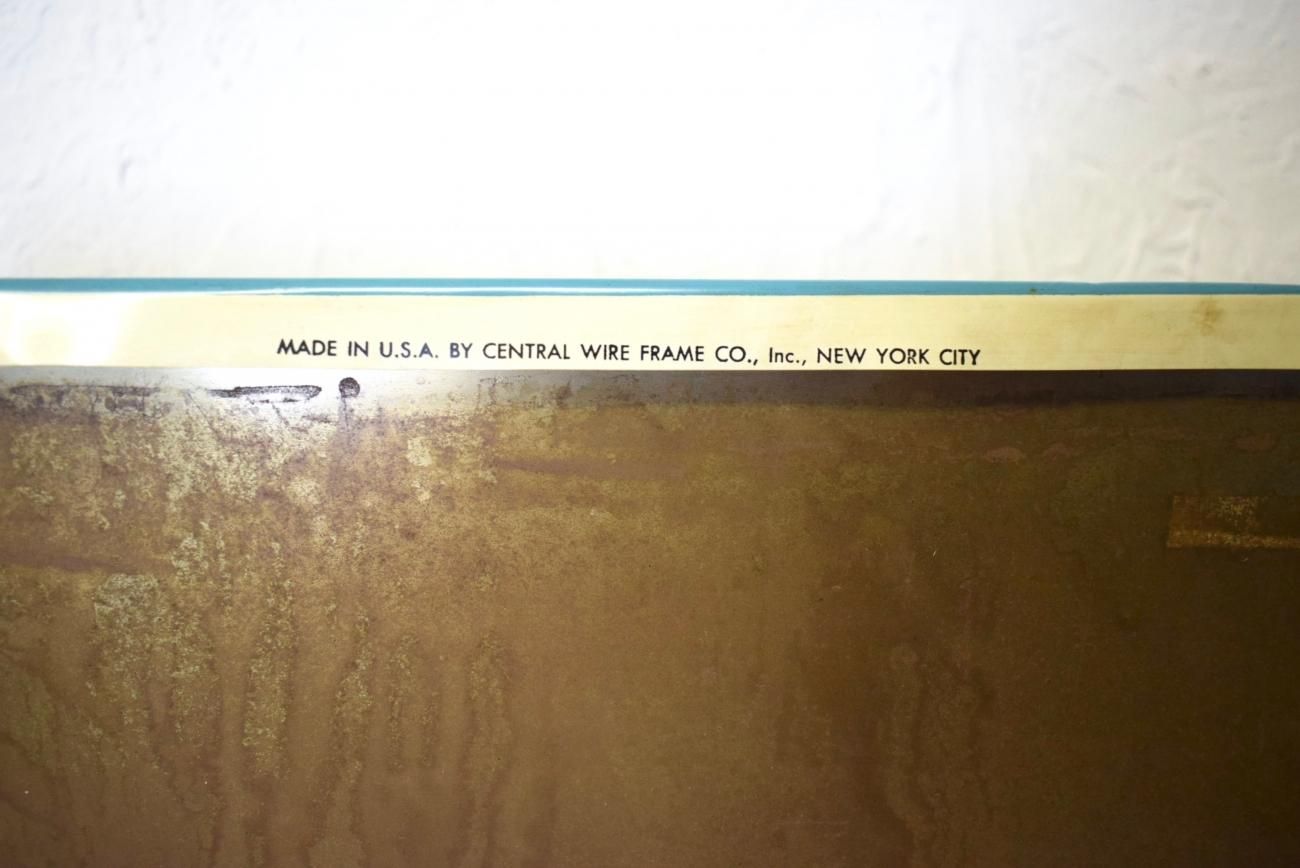 MADE IN U.S.A. BY CENTRAL WIRE FRAME CO., Inc., NEW YORK CITY